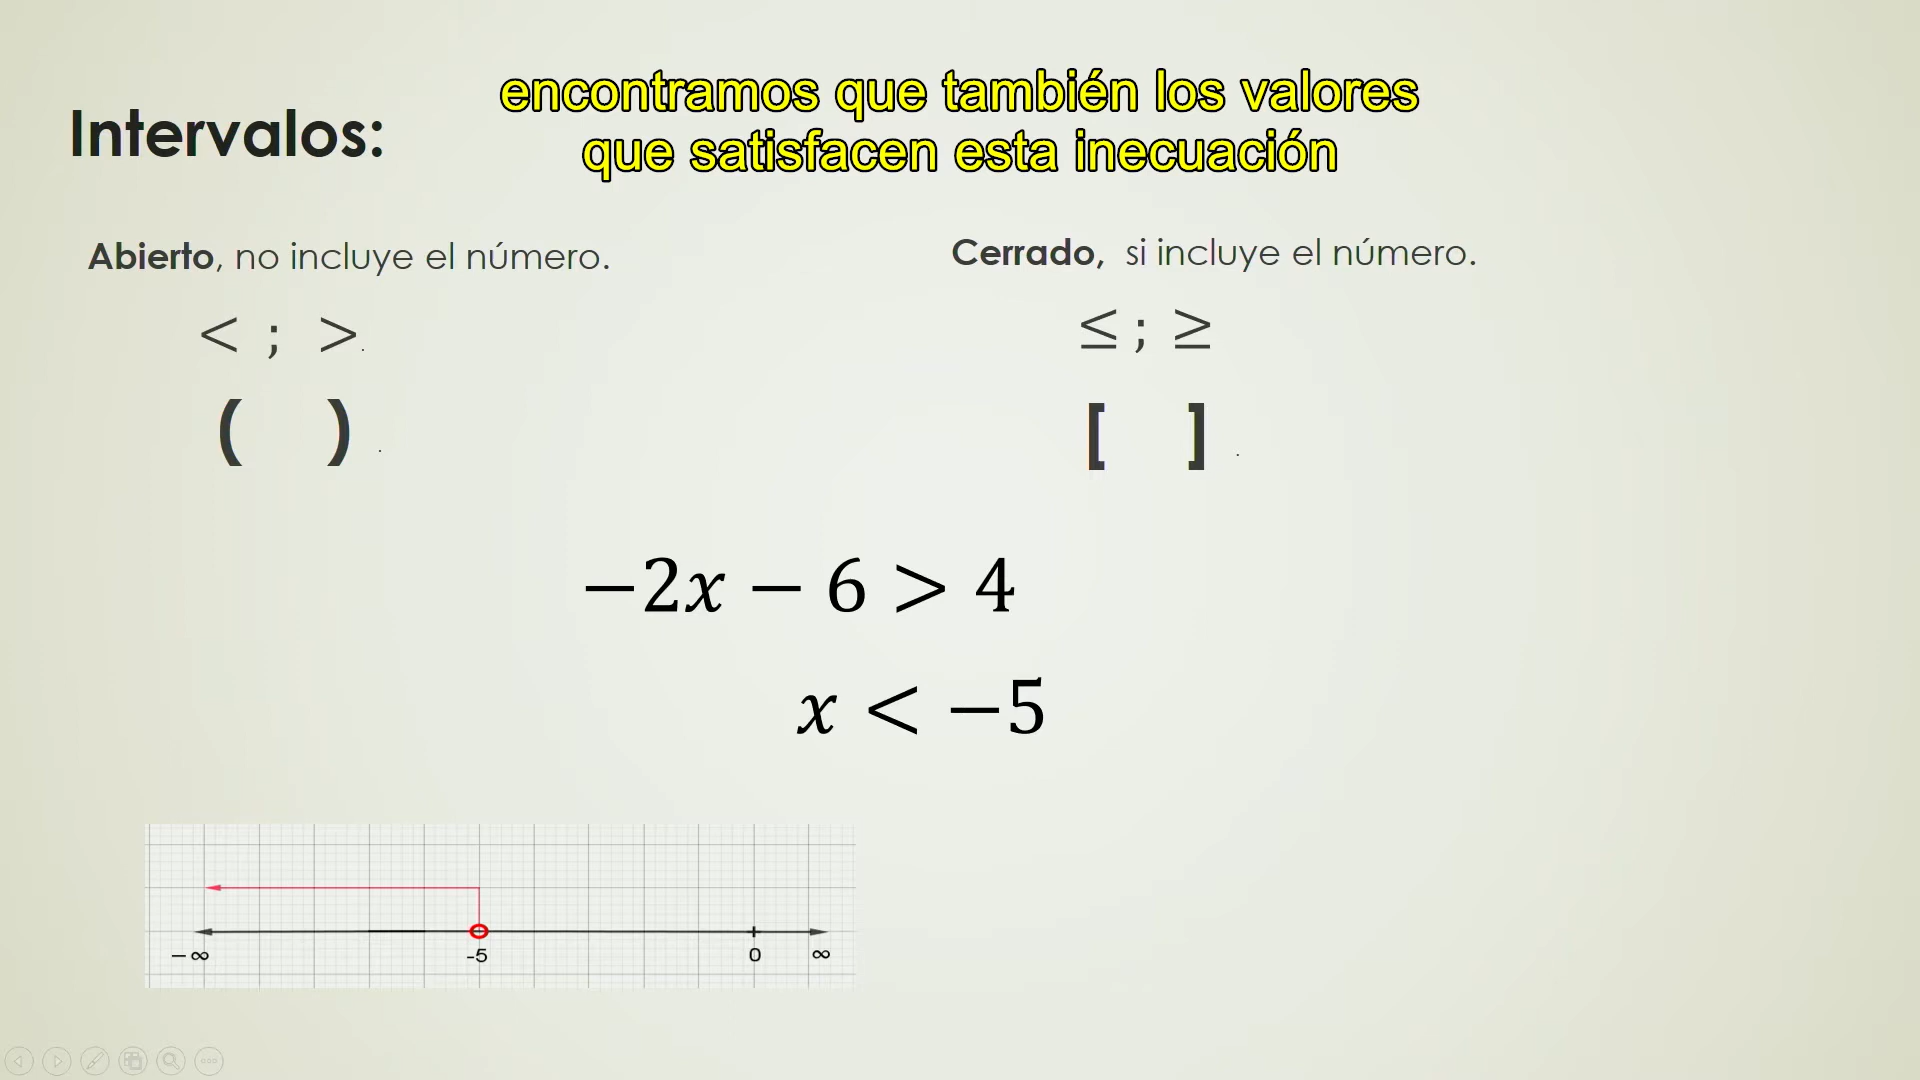 encontramos que también los valores
que satisfacen esta inecuación
Intervalos:
Abierto, no incluye el número.
< ; > .
( ) .
Cerrado, si incluye el número.
≤ ; ≥
[ ] .
−2x − 6 > 4
x < −5
−∞ -5 0 ∞